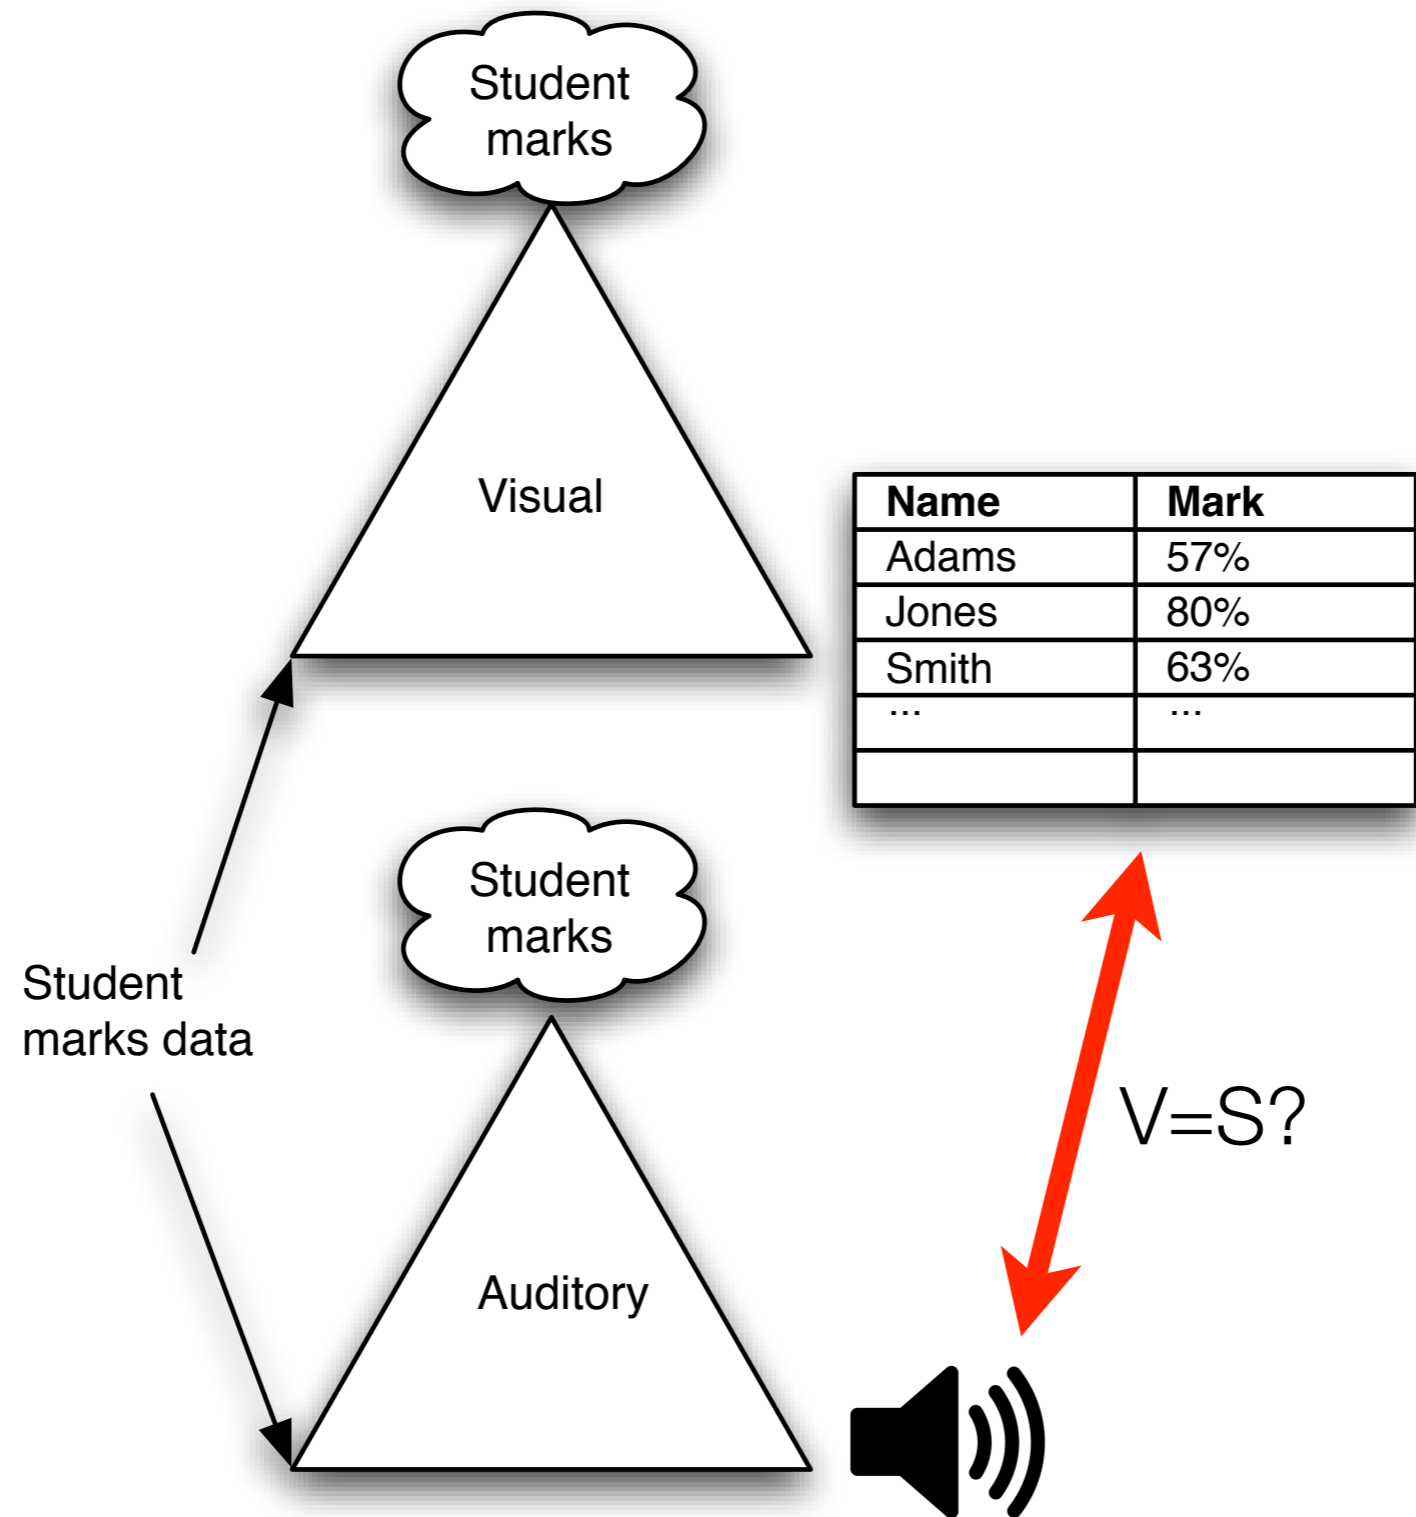 Student
marks
Visual
Name Mark
Adams 57%
Jones 80%
Smith 63%
... ...
Student
marks
Student
marks data
V=S?
Auditory